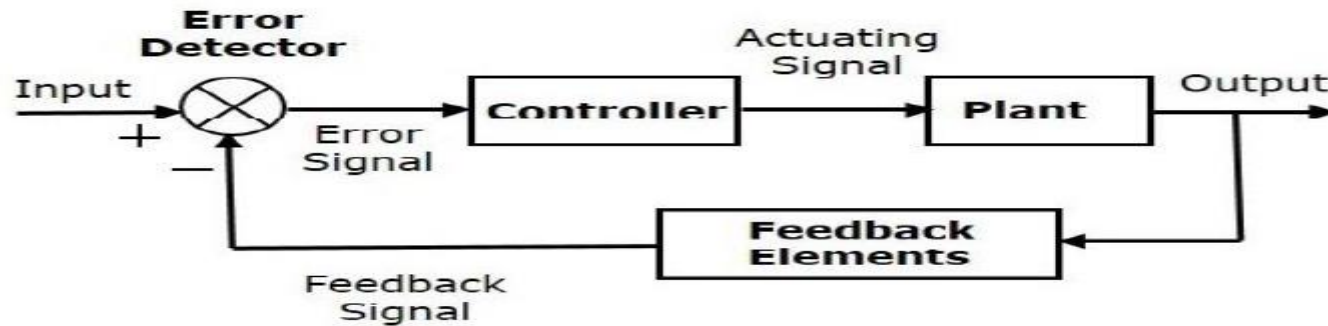 Error
Detector
Input
+
−
Error
Signal
Controller
Actuating
Signal
Plant
Output
Feedback
Elements
Feedback
Signal